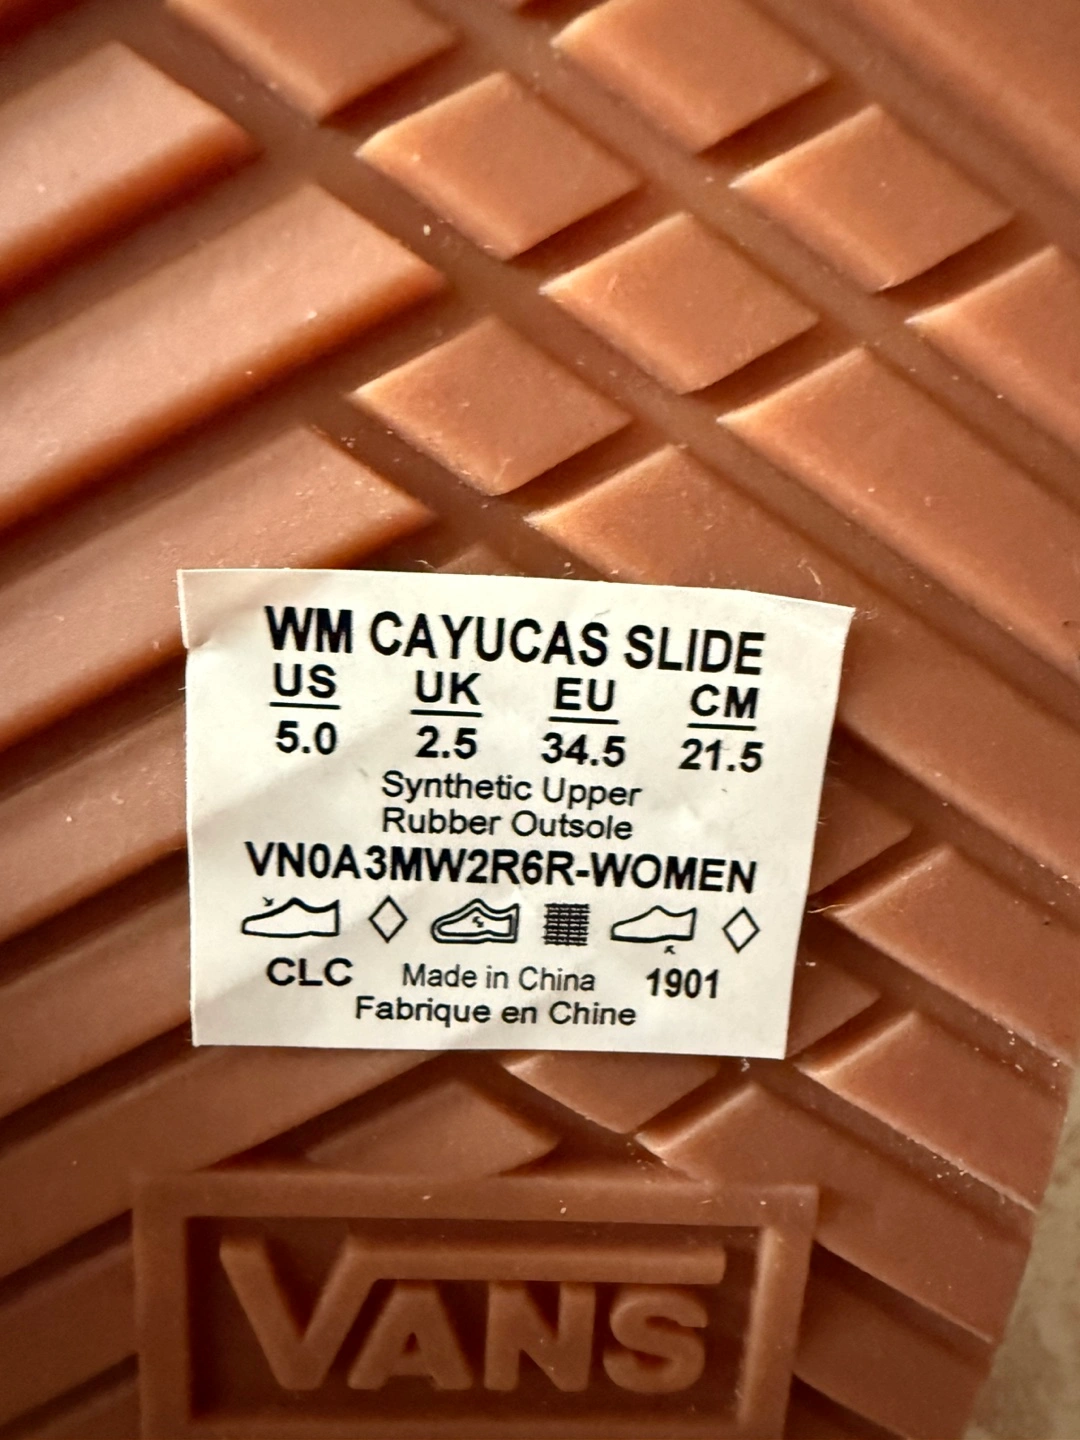 WM CAYUCAS SLIDE
US UK EU CM
5.0 2.5 34.5 21.5
Synthetic Upper
Rubber Outsole
VN0A3MW2R6R-WOMEN
CLC Made in China 1901
Fabrique en Chine
VANS